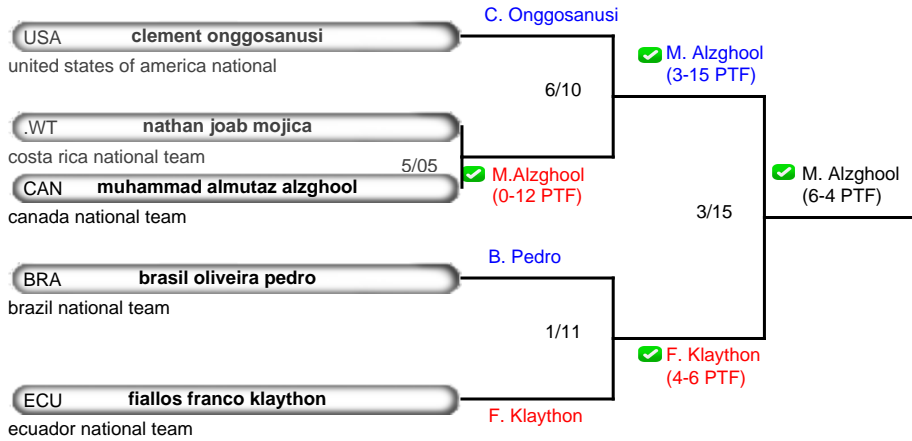 C. Onggosanusi
USA clement onggosanusi
united states of america national
M. Alzghool
(3-15 PTF)
6/10
.WT nathan joab mojica
costa rica national team
5/05
CAN muhammad almutaz alzghool
canada national team
M.Alzghool
(0-12 PTF)
M. Alzghool
(6-4 PTF)
3/15
B. Pedro
BRA brasil oliveira pedro
brazil national team
1/11
F. Klaython
(4-6 PTF)
ECU fiallos franco klaython
ecuador national team
F. Klaython